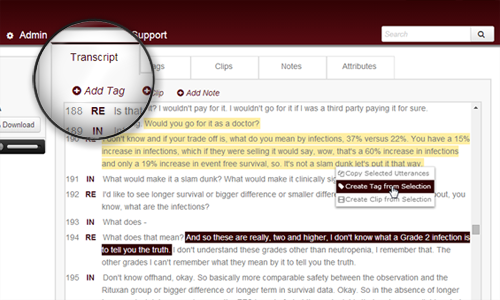 Admin
Support
Search
Transcript
Tags
Clips
Notes
Attributes
Add Tag
Clip
Add Note
Download
188 RE Is that it? I wouldn't pay for it. I wouldn't go for it if I was a third party paying it for sure.
189 IN Would you go for it as a doctor?
190 RE I don't know and if your trade off is, what do you mean by infections, 37% versus 22%. You have a 15%
increase in infections, which if they were selling it would say, wow, that's a 60% increase in infections
and only a 19% increase in event free survival, so. It's not a slam dunk let's put it that way.
Copy Selected Utterances
191 IN What would make it a slam dunk? What would make it clinically sig
Create Tag from Selection
192 RE I'd like to see longer survival or bigger difference or smaller differe
out, you
Create Clip from Selection
know, what are the infections?
193 IN What does -
194 RE What does that mean? And so these are really, two and higher, I don't know what a Grade 2 infection is
to tell you the truth. I don't understand these grades other than neutropenia, I remember that. The
other grades I can't remember what they mean by it to tell you the truth.
195 IN Don't know offhand, okay. So basically more comparable safety between the observation and the
Rituxan group or bigger difference or longer term in survival data. Okay. So in the absence of longer